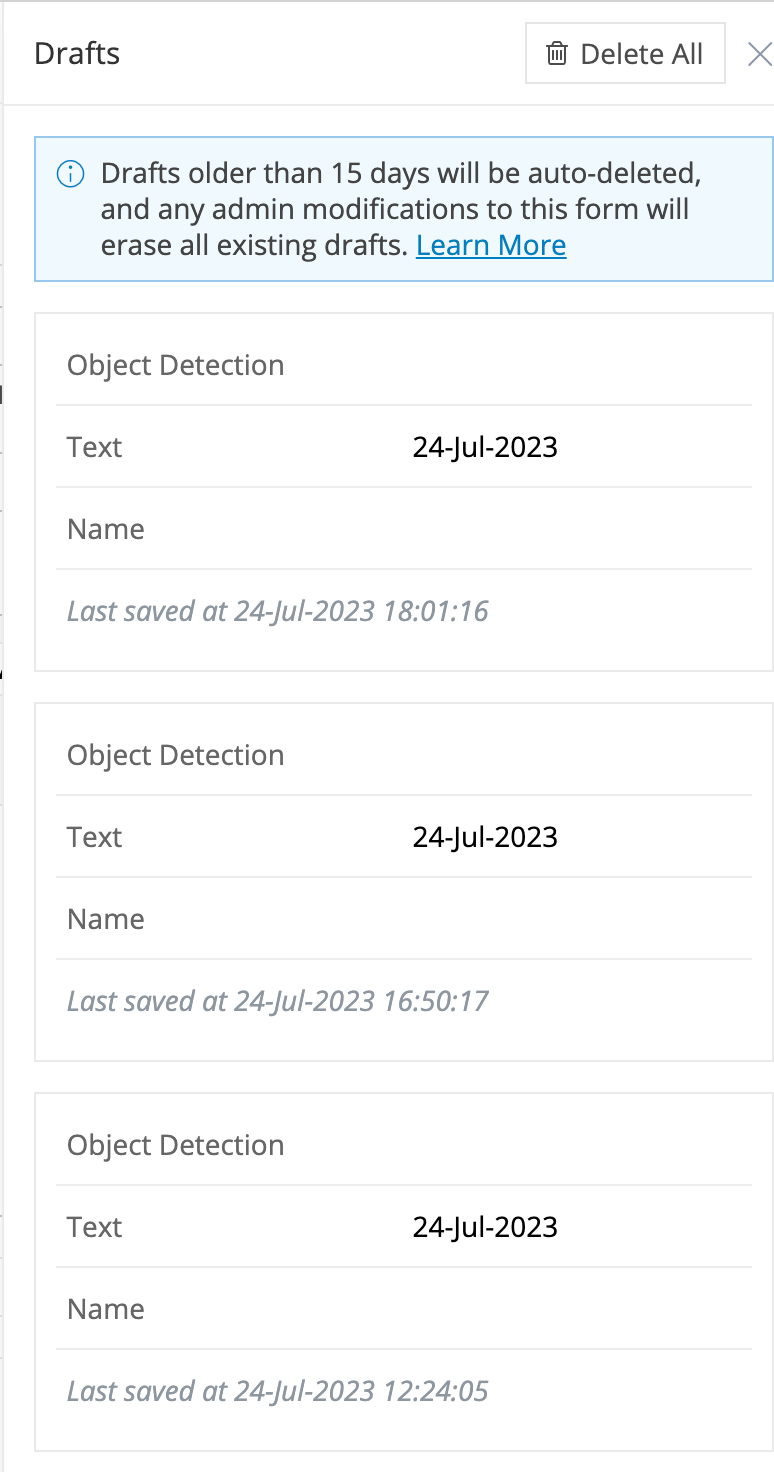 Drafts
Delete All
Drafts older than 15 days will be auto-deleted,
and any admin modifications to this form will
erase all existing drafts. Learn More
Object Detection
Text 24-Jul-2023
Name
Last saved at 24-Jul-2023 18:01:16
Object Detection
Text 24-Jul-2023
Name
Last saved at 24-Jul-2023 16:50:17
Object Detection
Text 24-Jul-2023
Name
Last saved at 24-Jul-2023 12:24:05